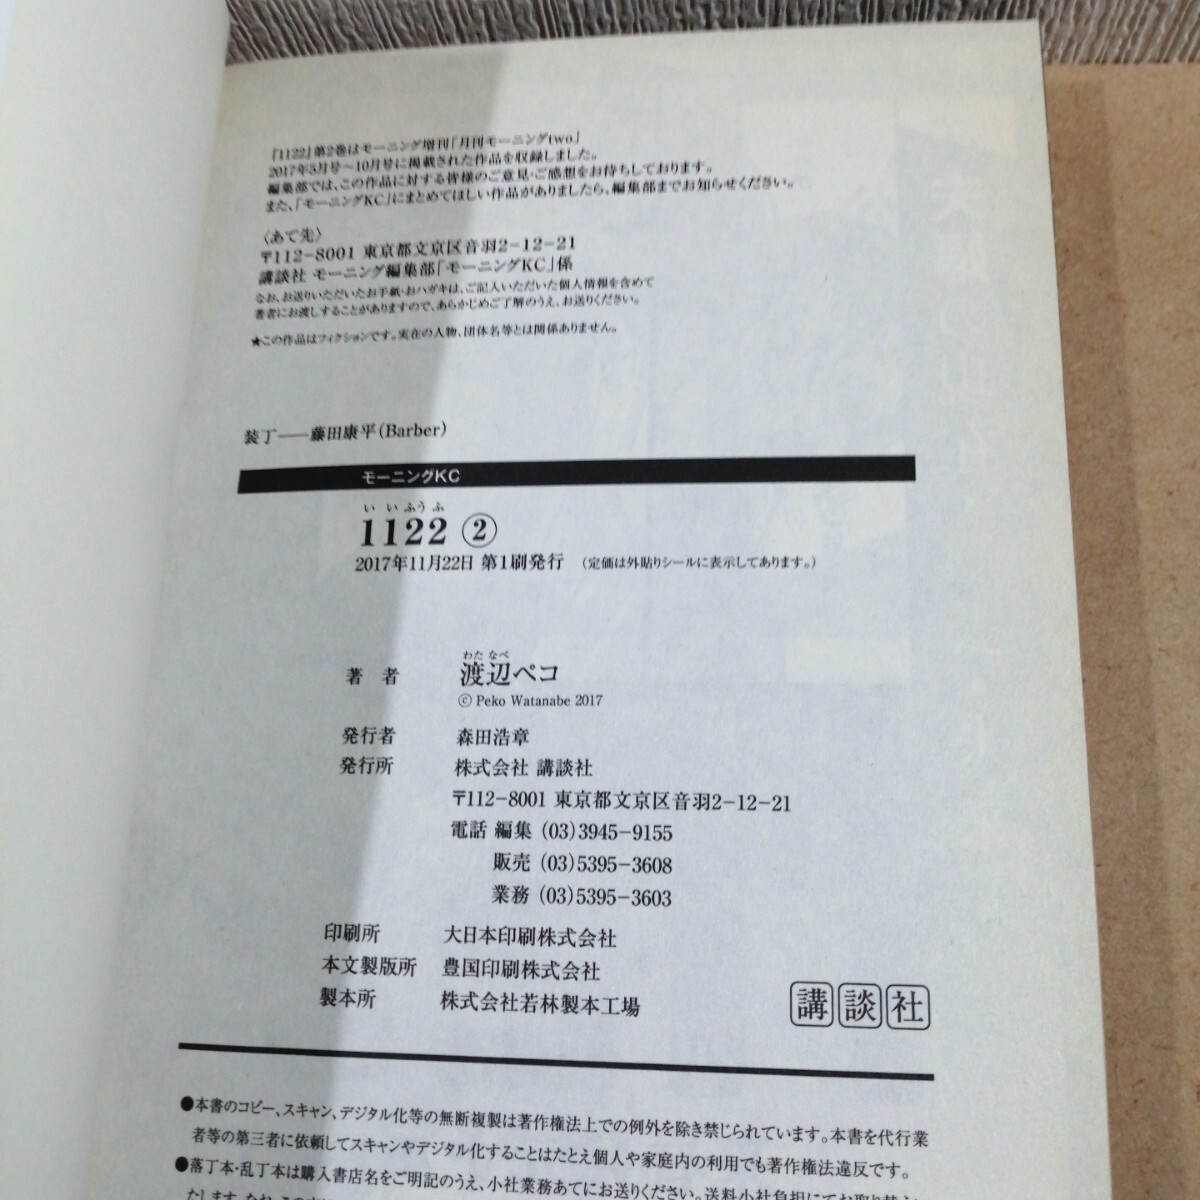 『1122』第2巻はモーニング増刊「月刊モーニングtwo」
2017年5月号〜10月号に掲載された作品を収録しました。
編集部では、この作品に対する皆様のご意見・ご感想をお待ちしております。
また、「モーニングKC」にまとめてほしい作品がありましたら、編集部までお知らせください。
〈あて先〉
〒112-8001 東京都文京区音羽2-12-21
講談社 モーニング編集部「モーニングKC」係
なお、お送りいただいたお手紙・おハガキは、ご記入いただいた個人情報を含めて
著者にお渡しすることがありますので、あらかじめご了解のうえ、お送りください。
★この作品はフィクションです。実在の人物、団体名等とは関係ありません。
装丁――藤田康平(Barber)
モーニングKC
いいふうふ
1122 ②
2017年11月22日 第1刷発行 (定価は外貼りシールに表示してあります。)
わたなべ
著者 渡辺ペコ
© Peko Watanabe 2017
発行者 森田浩章
発行所 株式会社 講談社
〒112-8001 東京都文京区音羽2-12-21
電話 編集 (03)3945-9155
販売 (03)5395-3608
業務 (03)5395-3603
印刷所 大日本印刷株式会社
本文製版所 豊国印刷株式会社
製本所 株式会社若林製本工場
講談社
●本書のコピー、スキャン、デジタル化等の無断複製は著作権法上での例外を除き禁じられています。本書を代行業
者等の第三者に依頼してスキャンやデジタル化することはたとえ個人や家庭内の利用でも著作権法違反です。
●落丁本・乱丁本は購入書店名をご明記のうえ、小社業務あてにお送りください。送料小社負担にてお取り替え